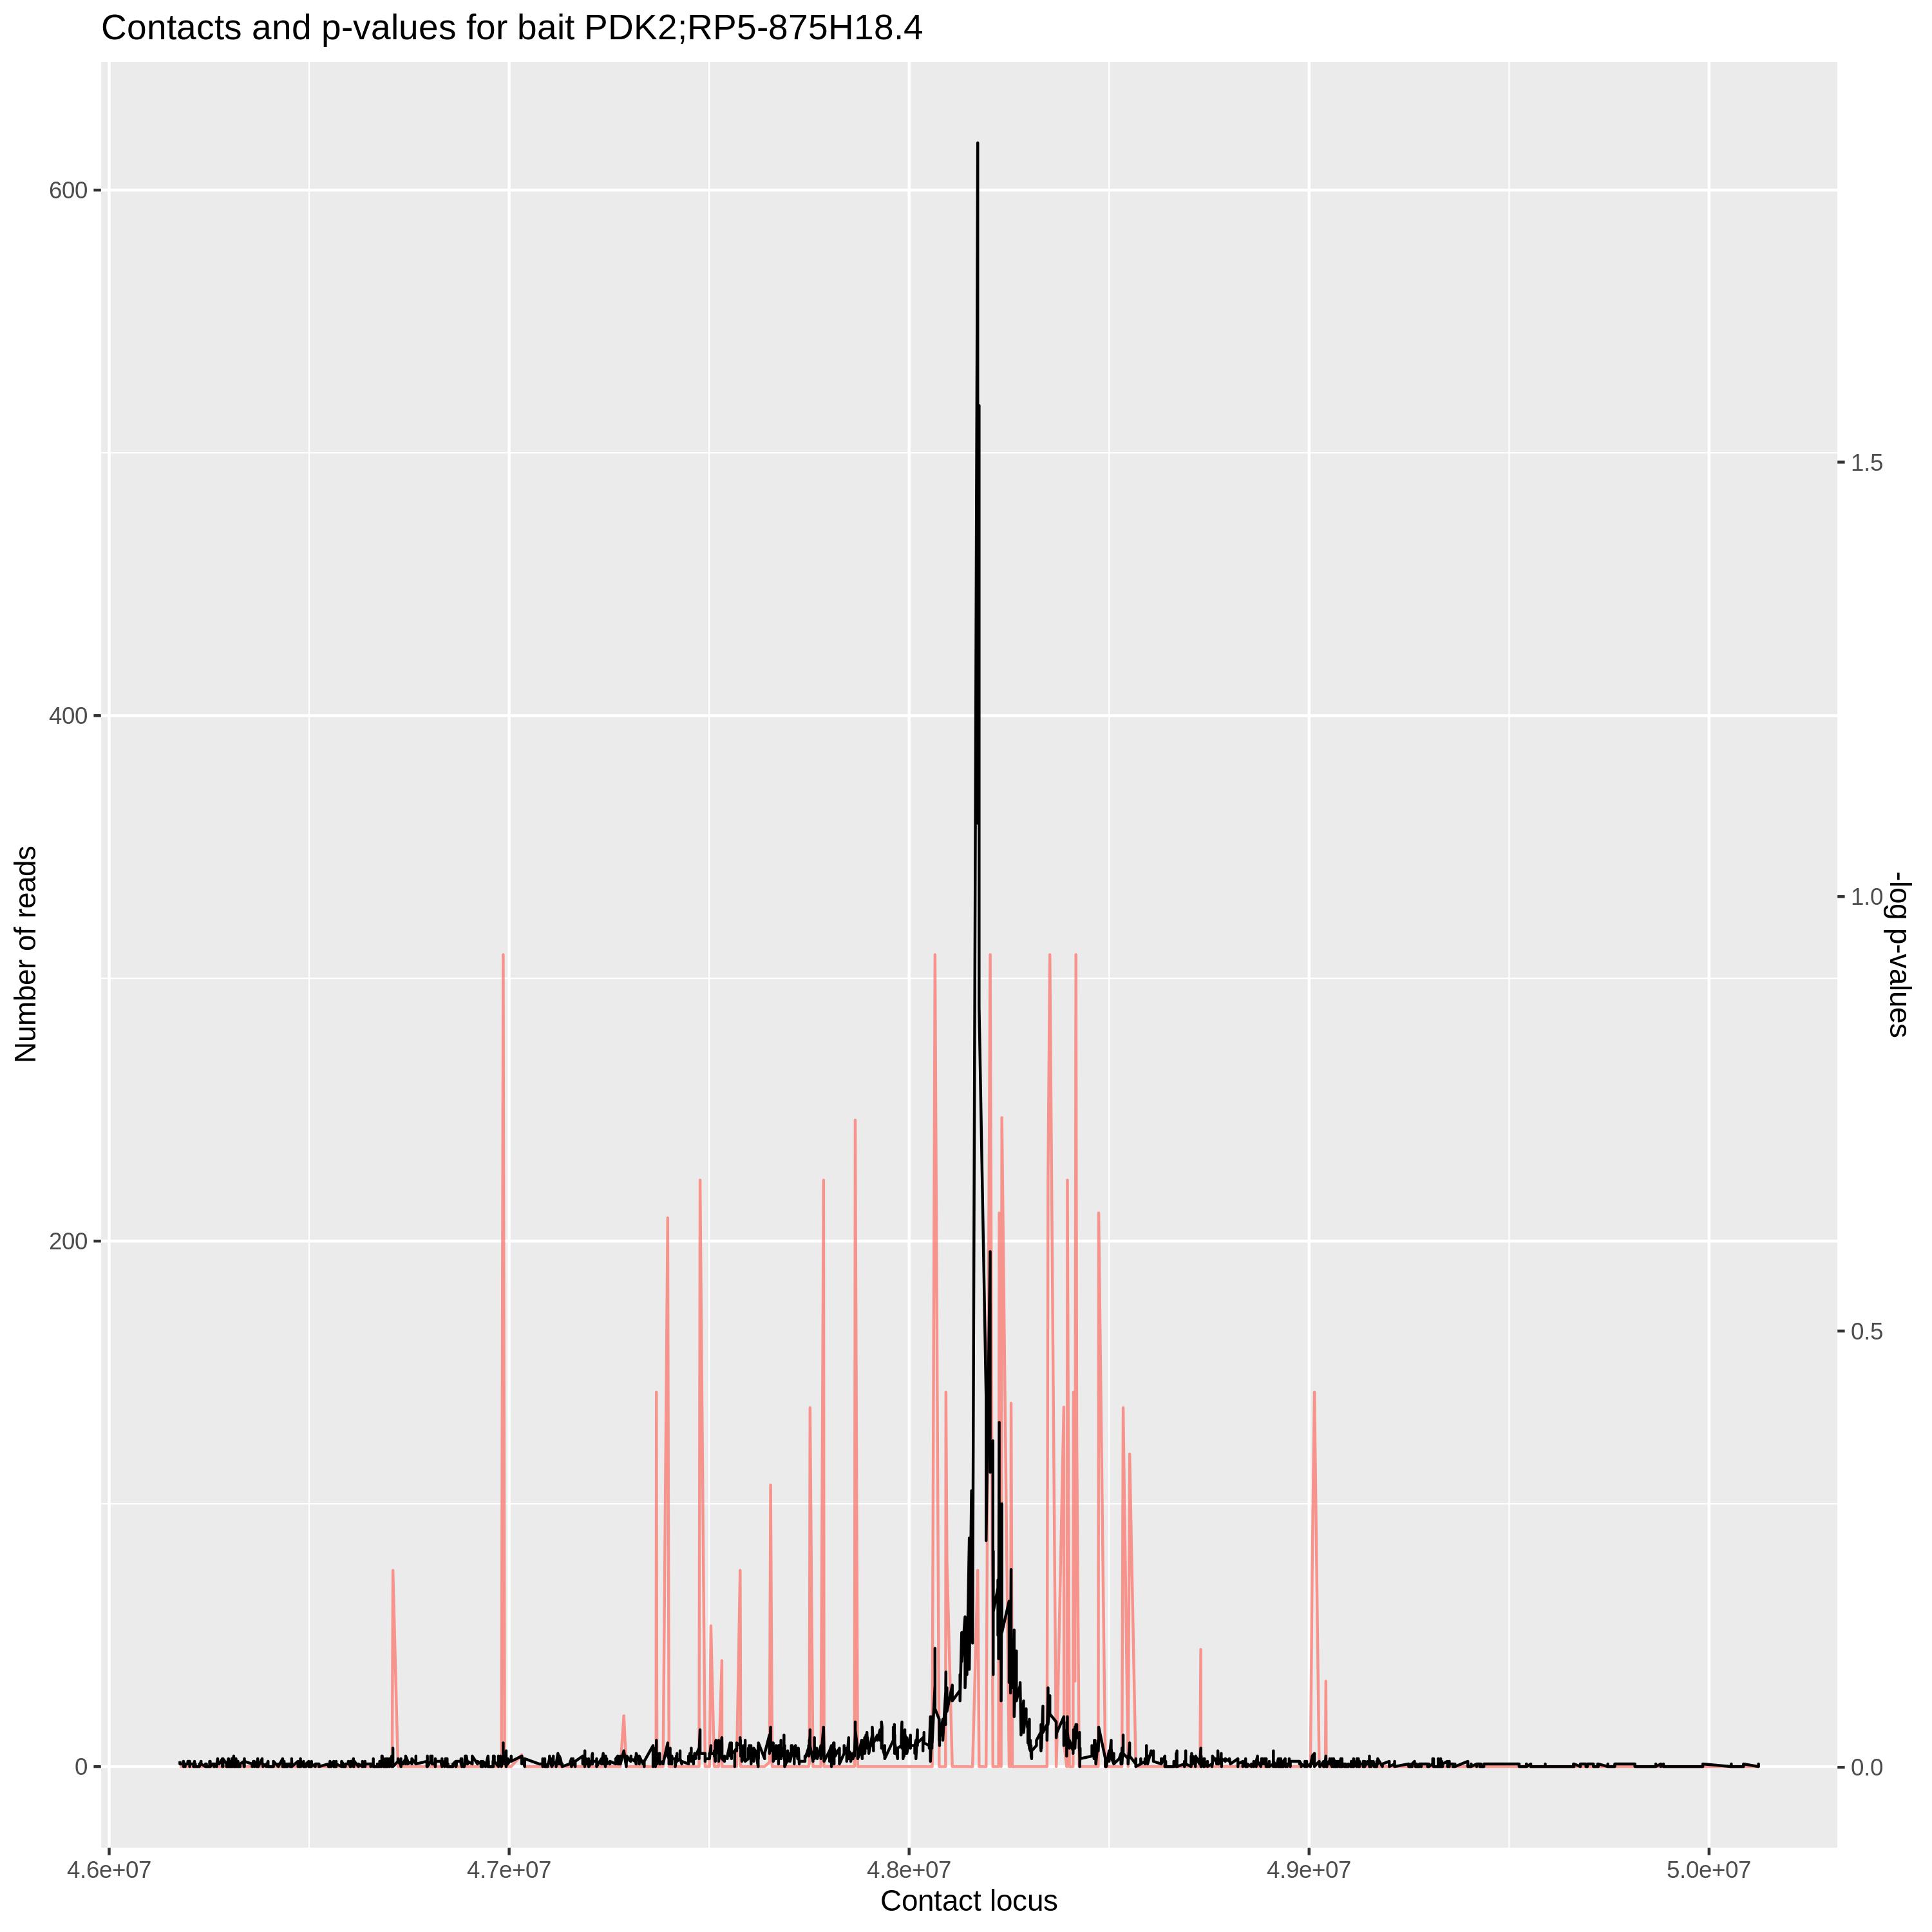 Contacts and p-values for bait PDK2;RP5-875H18.4
600
400
200
0
Number of reads
1.5
1.0
0.5
0.0
-log p-values
4.6e+07
4.7e+07
4.8e+07
4.9e+07
5.0e+07
Contact locus